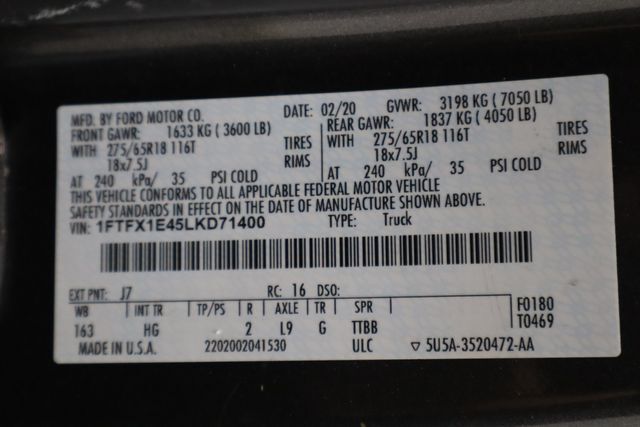 MFD. BY FORD MOTOR CO. DATE: 02/20 GVWR: 3198 KG ( 7050 LB)
FRONT GAWR: 1633 KG ( 3600 LB) REAR GAWR: 1837 KG ( 4050 LB)
WITH 275/65R18 116T TIRES WITH 275/65R18 116T TIRES
18x7.5J RIMS 18x7.5J RIMS
AT 240 kPa/ 35 PSI COLD AT 240 kPa/ 35 PSI COLD
THIS VEHICLE CONFORMS TO ALL APPLICABLE FEDERAL MOTOR VEHICLE
SAFETY STANDARDS IN EFFECT ON THE DATE OF MANUFACTURE SHOWN ABOVE.
VIN: 1FTFX1E45LKD71400 TYPE: Truck
EXT PNT: J7 RC: 16 DSO:
WB INT TR TP/PS R AXLE TR SPR F0180
163 HG 2 L9 G TTBB T0469
MADE IN U.S.A. 2202002041530 ULC ▽ 5U5A-3520472-AA